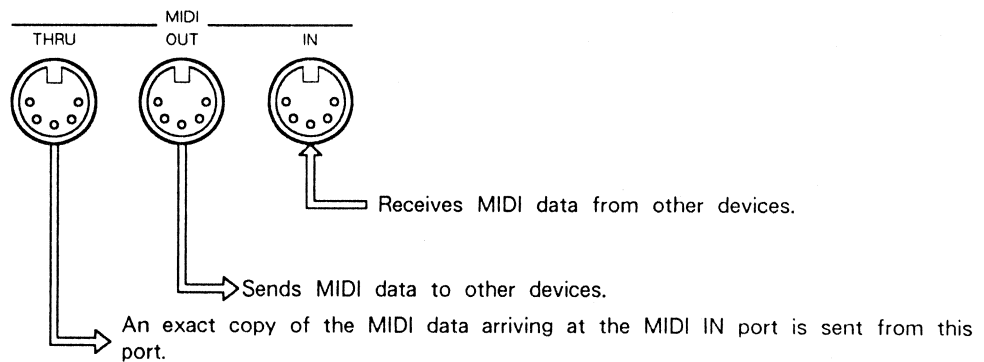 MIDI
THRU OUT IN
Receives MIDI data from other devices.
Sends MIDI data to other devices.
An exact copy of the MIDI data arriving at the MIDI IN port is sent from this
port.